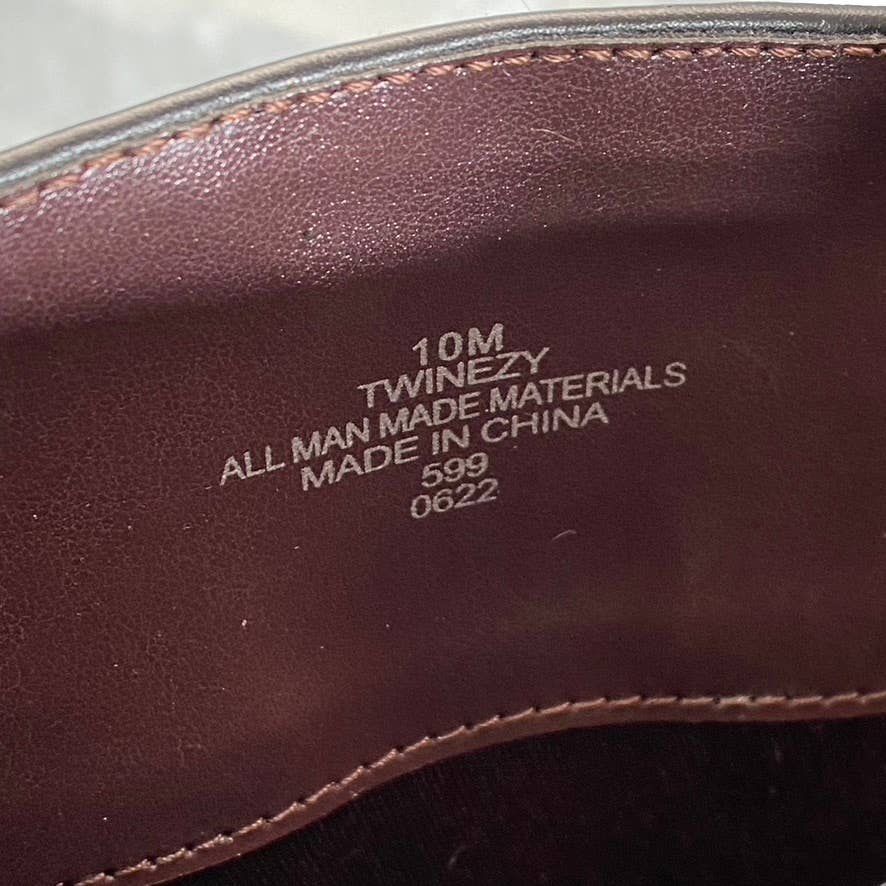 10M
TWINEZY
ALL MAN MADE MATERIALS
MADE IN CHINA
599
0622